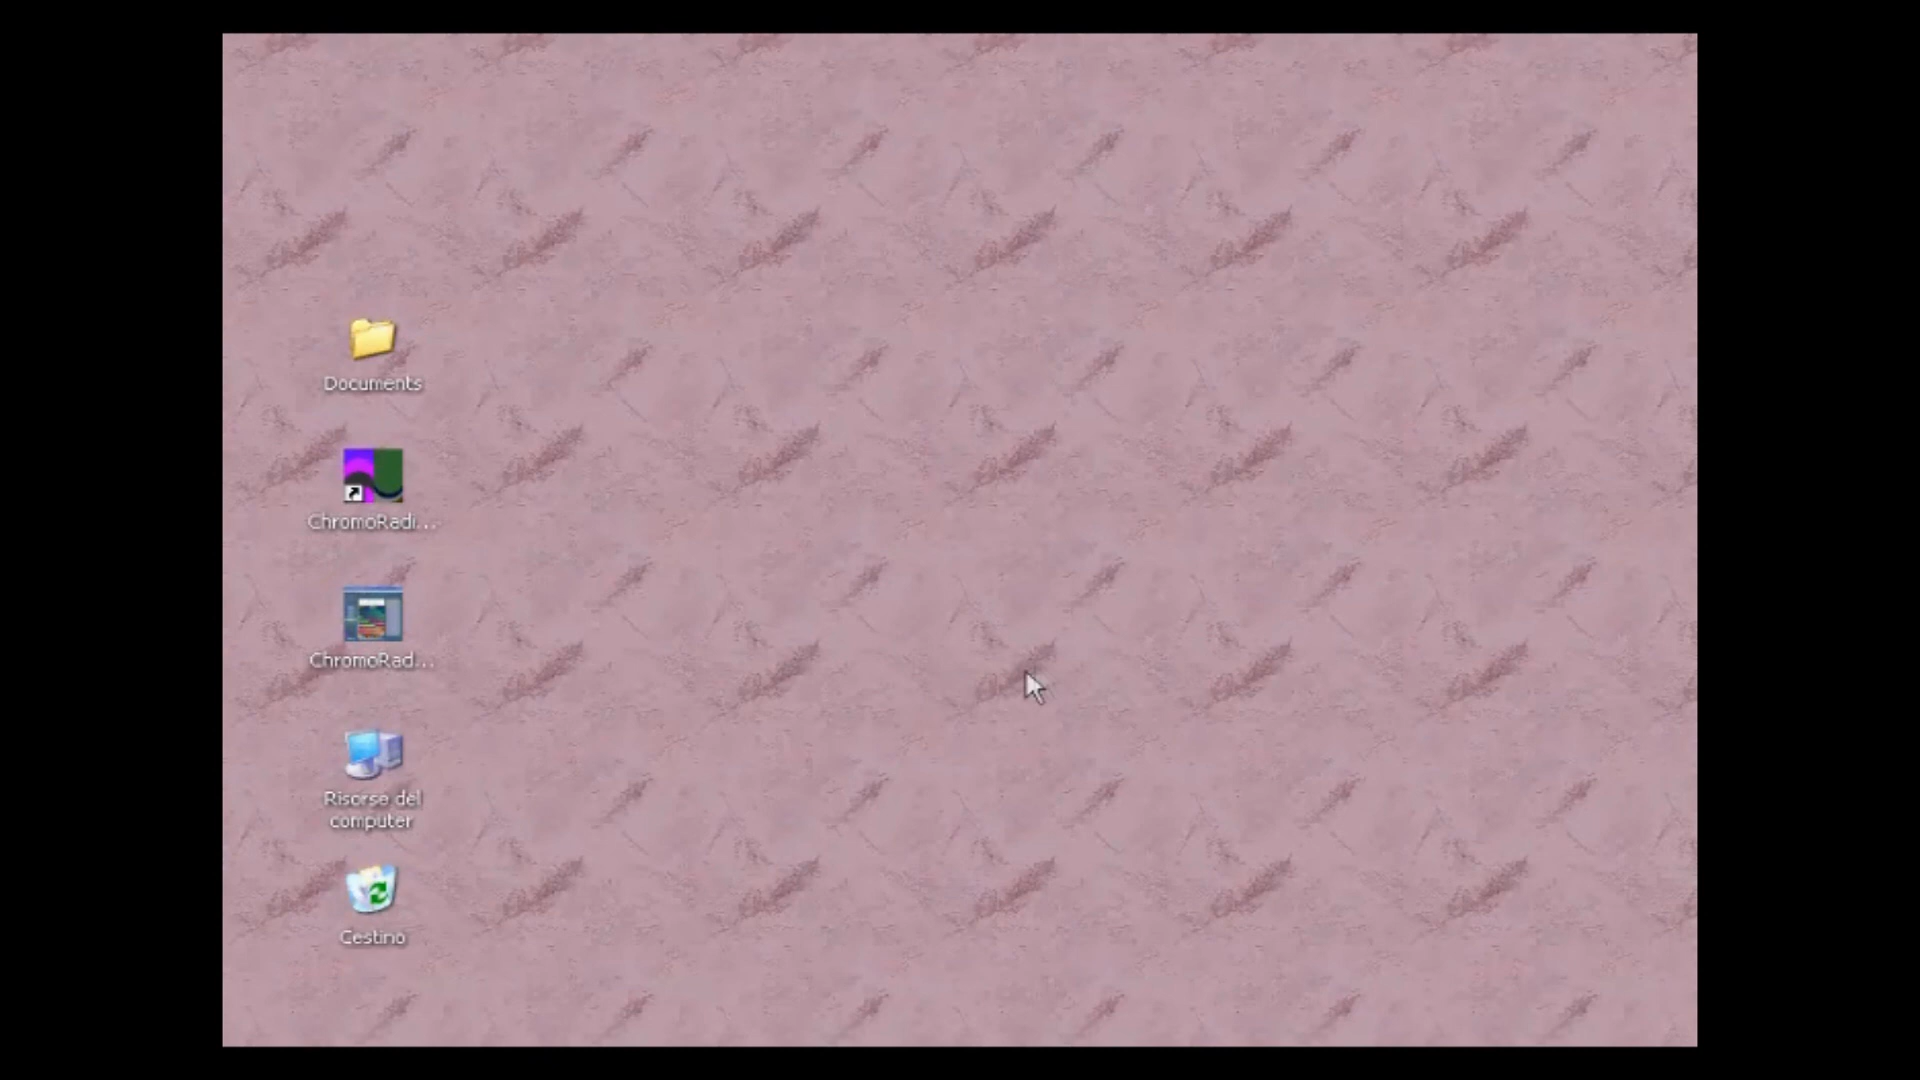 Documents
ChromoRadi...
ChromoRad...
Risorse del
computer
Cestino